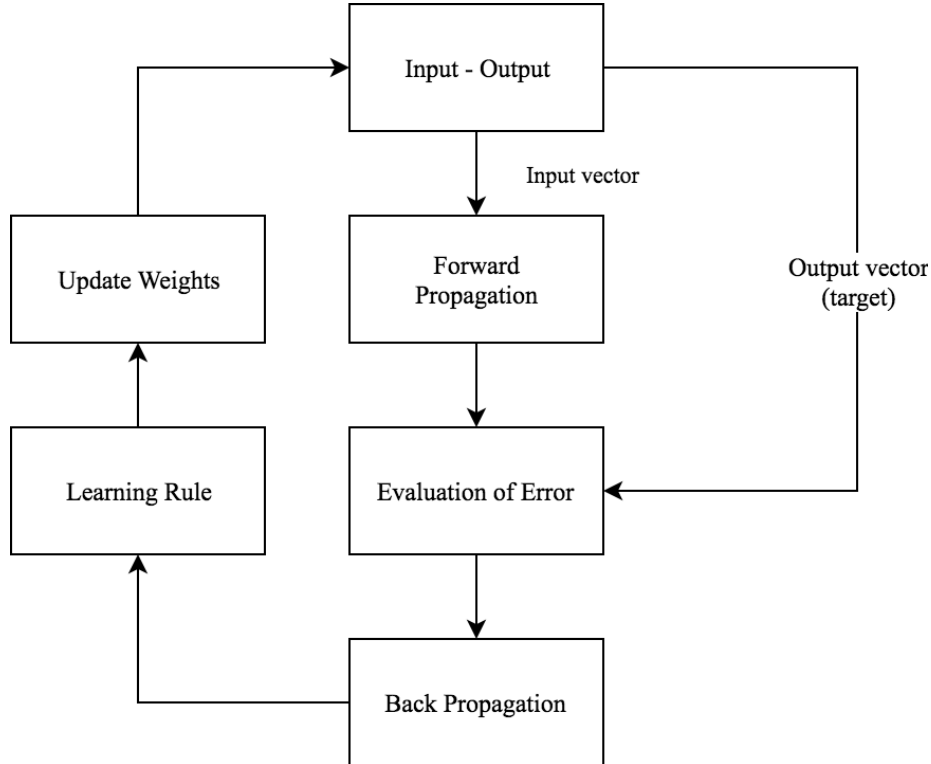 Input - Output
Input vector
Update Weights
Forward
Propagation
Output vector
(target)
Learning Rule
Evaluation of Error
Back Propagation